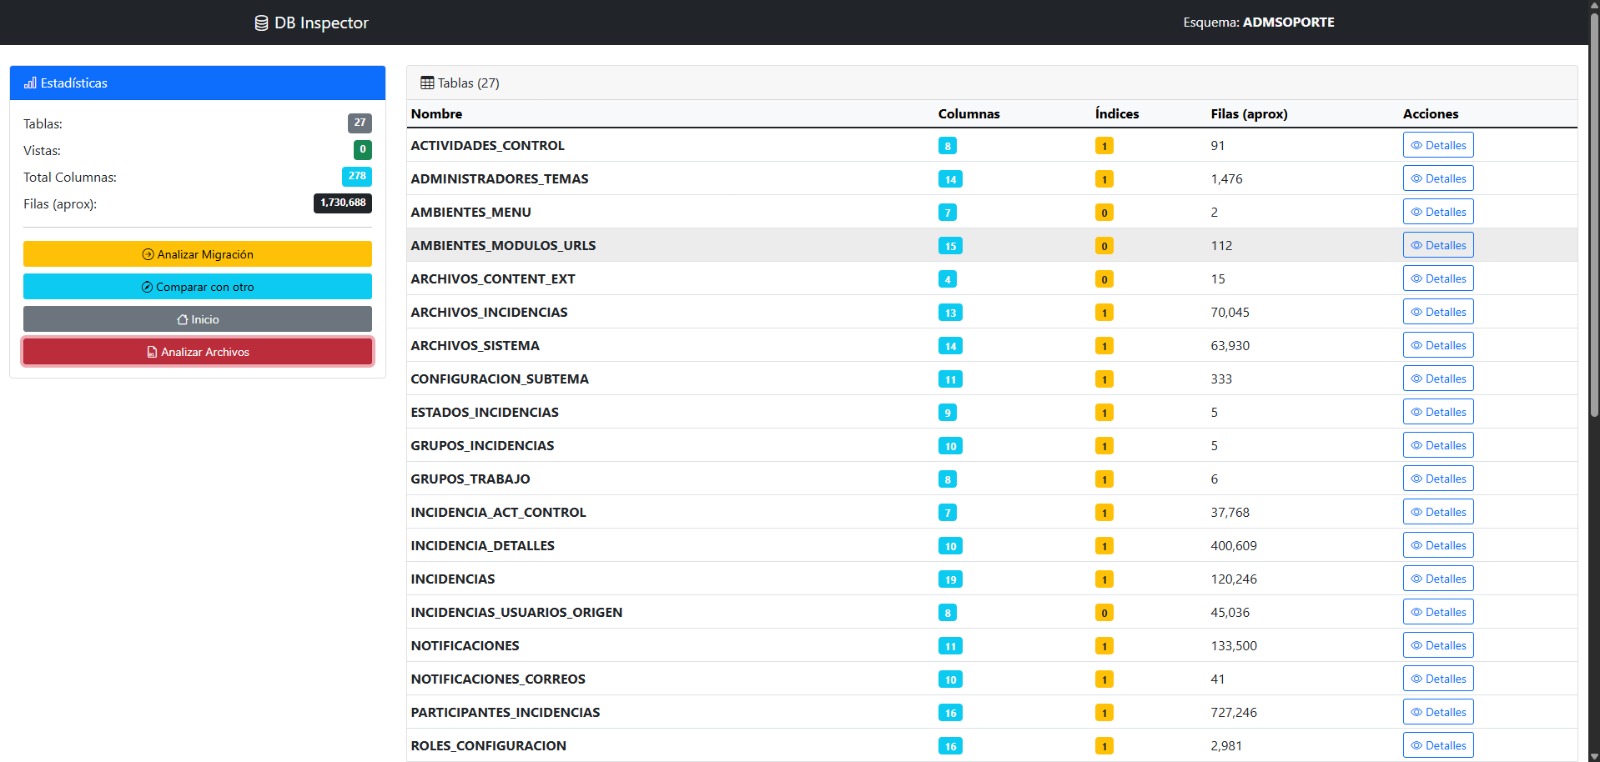 DB Inspector
Esquema: ADMSOPORTE
Estadísticas
Tablas: 27
Vistas: 0
Total Columnas: 278
Filas (aprox): 1,730,688
Analizar Migración
Comparar con otro
Inicio
Analizar Archivos
Tablas (27)
Nombre Columnas Índices Filas (aprox) Acciones
ACTIVIDADES_CONTROL 8 1 91 Detalles
ADMINISTRADORES_TEMAS 14 1 1,476 Detalles
AMBIENTES_MENU 7 0 2 Detalles
AMBIENTES_MODULOS_URLS 15 0 112 Detalles
ARCHIVOS_CONTENT_EXT 4 0 15 Detalles
ARCHIVOS_INCIDENCIAS 13 1 70,045 Detalles
ARCHIVOS_SISTEMA 14 1 63,930 Detalles
CONFIGURACION_SUBTEMA 11 1 333 Detalles
ESTADOS_INCIDENCIAS 9 1 5 Detalles
GRUPOS_INCIDENCIAS 10 1 5 Detalles
GRUPOS_TRABAJO 8 1 6 Detalles
INCIDENCIA_ACT_CONTROL 7 1 37,768 Detalles
INCIDENCIA_DETALLES 10 1 400,609 Detalles
INCIDENCIAS 19 1 120,246 Detalles
INCIDENCIAS_USUARIOS_ORIGEN 8 0 45,036 Detalles
NOTIFICACIONES 11 1 133,500 Detalles
NOTIFICACIONES_CORREOS 10 1 41 Detalles
PARTICIPANTES_INCIDENCIAS 16 1 727,246 Detalles
ROLES_CONFIGURACION 16 1 2,981 Detalles